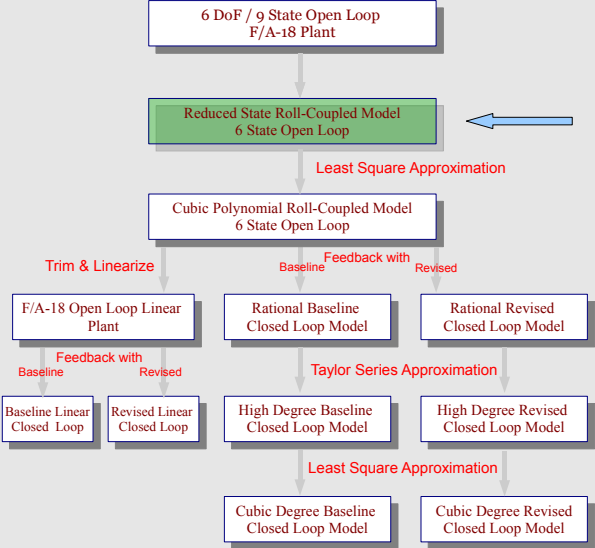 6 DoF / 9 State Open Loop
F/A-18 Plant
Reduced State Roll-Coupled Model
6 State Open Loop
Least Square Approximation
Cubic Polynomial Roll-Coupled Model
6 State Open Loop
Trim & Linearize
Feedback with
Baseline
Revised
F/A-18 Open Loop Linear
Plant
Rational Baseline
Closed Loop Model
Rational Revised
Closed Loop Model
Feedback with
Baseline
Revised
Taylor Series Approximation
Baseline Linear
Closed Loop
Revised Linear
Closed Loop
High Degree Baseline
Closed Loop Model
High Degree Revised
Closed Loop Model
Least Square Approximation
Cubic Degree Baseline
Closed Loop Model
Cubic Degree Revised
Closed Loop Model